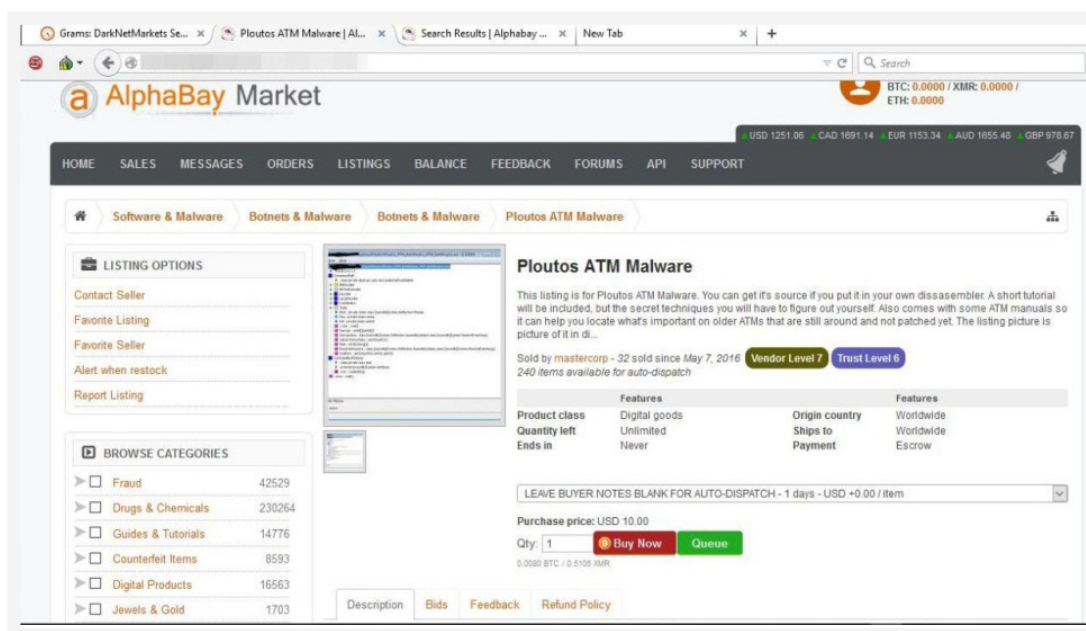 Grams: DarkNetMarkets Se... x
Ploutos ATM Malware | Al... x
Search Results | Alphabay ... x
New Tab x +
Search
a AlphaBay Market
BTC: 0.0000 / XMR: 0.0000 /
ETH: 0.0000
USD 1251.06 CAD 1691.14 EUR 1153.34 AUD 1655.48 GBP 978.67
HOME SALES MESSAGES ORDERS LISTINGS BALANCE FEEDBACK FORUMS API SUPPORT
Software & Malware Botnets & Malware Botnets & Malware Ploutos ATM Malware
LISTING OPTIONS
Contact Seller
Favorite Listing
Favorite Seller
Alert when restock
Report Listing
BROWSE CATEGORIES
Fraud 42529
Drugs & Chemicals 230264
Guides & Tutorials 14776
Counterfeit Items 8593
Digital Products 16563
Jewels & Gold 1703
Ploutos ATM Malware
This listing is for Ploutos ATM Malware. You can get it's source if you put it in your own dissasembler. A short tutorial
will be included, but the secret techniques you will have to figure out yourself. Also comes with some ATM manuals so
it can help you locate what's important on older ATMs that are still around and not patched yet. The listing picture is
picture of it in di...
Sold by mastercorp - 32 sold since May 7, 2016 Vendor Level 7 Trust Level 6
240 items available for auto-dispatch
Features Features
Product class Digital goods Origin country Worldwide
Quantity left Unlimited Ships to Worldwide
Ends in Never Payment Escrow
LEAVE BUYER NOTES BLANK FOR AUTO-DISPATCH - 1 days - USD +0.00 / item
Purchase price: USD 10.00
Qty: 1 Buy Now Queue
0.0080 BTC / 0.5105 XMR
Description Bids Feedback Refund Policy